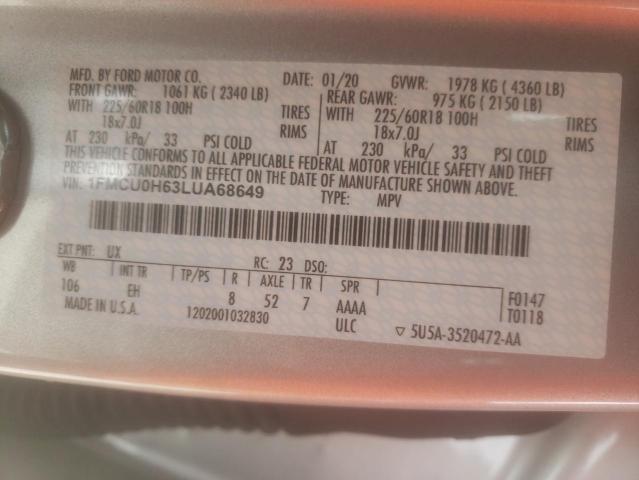 MFD. BY FORD MOTOR CO. DATE: 01/20 GVWR: 1978 KG ( 4360 LB)
FRONT GAWR: 1061 KG ( 2340 LB) REAR GAWR: 975 KG ( 2150 LB)
WITH 225/60R18 100H TIRES WITH 225/60R18 100H TIRES
18x7.0J RIMS 18x7.0J RIMS
AT 230 kPa/ 33 PSI COLD AT 230 kPa/ 33 PSI COLD
THIS VEHICLE CONFORMS TO ALL APPLICABLE FEDERAL MOTOR VEHICLE SAFETY AND THEFT
PREVENTION STANDARDS IN EFFECT ON THE DATE OF MANUFACTURE SHOWN ABOVE.
VIN: 1FMCU0H63LUA68649 TYPE: MPV
EXT PNT: UX RC: 23 DSO:
WB INT TR TP/PS R AXLE TR SPR
106 EH 8 52 7 AAAA F0147
MADE IN U.S.A. 1202001032830 ULC T0118
▽ 5U5A-3520472-AA